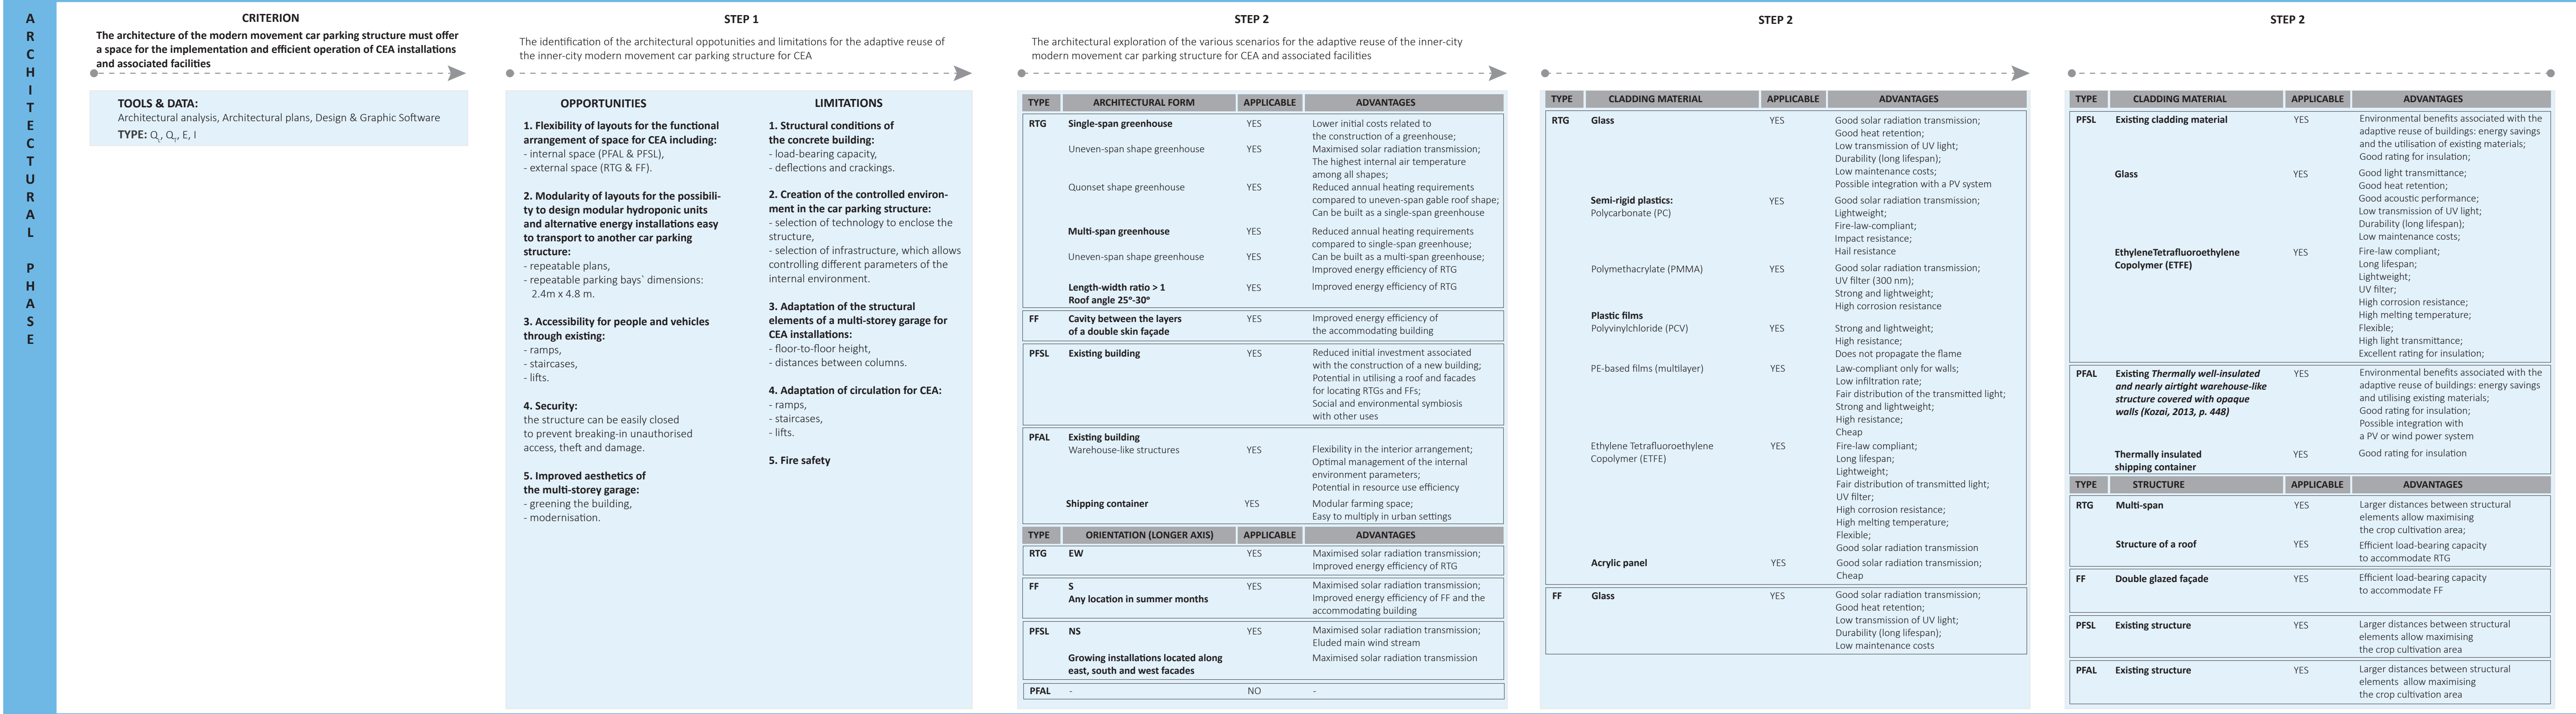 ARCHITECTURAL PHASE
CRITERION
The architecture of the modern movement car parking structure must offer
a space for the implementation and efficient operation of CEA installations
and associated facilities
TOOLS & DATA:
Architectural analysis, Architectural plans, Design & Graphic Software
TYPE: Q , Q , E, I
STEP 1
The identification of the architectural oppotunities and limitations for the adaptive reuse of
the inner-city modern movement car parking structure for CEA
OPPORTUNITIES
1. Flexibility of layouts for the functional
arrangement of space for CEA including:
- internal space (PFAL & PFSL),
- external space (RTG & FF).
2. Modularity of layouts for the possibili-
ty to design modular hydroponic units
and alternative energy installations easy
to transport to another car parking
structure:
- repeatable plans,
- repeatable parking bays` dimensions:
2.4m x 4.8 m.
3. Accessibility for people and vehicles
through existing:
- ramps,
- staircases,
- lifts.
4. Security:
the structure can be easily closed
to prevent breaking-in unauthorised
access, theft and damage.
5. Improved aesthetics of
the multi-storey garage:
- greening the building,
- modernisation.
LIMITATIONS
1. Structural conditions of
the concrete building:
- load-bearing capacity,
- deflections and crackings.
2. Creation of the controlled environ-
ment in the car parking structure:
- selection of technology to enclose the
structure,
- selection of infrastructure, which allows
controlling different parameters of the
internal environment.
3. Adaptation of the structural
elements of a multi-storey garage for
CEA installations:
- floor-to-floor height,
- distances between columns.
4. Adaptation of circulation for CEA:
- ramps,
- staircases,
- lifts.
5. Fire safety
STEP 2
The architectural exploration of the various scenarios for the adaptive reuse of the inner-city
modern movement car parking structure for CEA and associated facilities
TYPE ARCHITECTURAL FORM APPLICABLE ADVANTAGES
RTG Single-span greenhouse YES Lower initial costs related to
the construction of a greenhouse;
Uneven-span shape greenhouse YES Maximised solar radiation transmission;
The highest internal air temperature
among all shapes;
Quonset shape greenhouse YES Reduced annual heating requirements
compared to uneven-span gable roof shape;
Can be built as a single-span greenhouse
Multi-span greenhouse YES Reduced annual heating requirements
compared to single-span greenhouse;
Uneven-span shape greenhouse YES Can be built as a multi-span greenhouse;
Improved energy efficiency of RTG
Length-width ratio > 1 YES Improved energy efficiency of RTG
Roof angle 25°-30°
FF Cavity between the layers YES Improved energy efficiency of
of a double skin façade the accommodating building
PFSL Existing building YES Reduced initial investment associated
with the construction of a new building;
Potential in utilising a roof and facades
for locating RTGs and FFs;
Social and environmental symbiosis
with other uses
PFAL Existing building
Warehouse-like structures YES Flexibility in the interior arrangement;
Optimal management of the internal
environment parameters;
Potential in resource use efficiency
Shipping container YES Modular farming space;
Easy to multiply in urban settings
TYPE ORIENTATION (LONGER AXIS) APPLICABLE ADVANTAGES
RTG EW YES Maximised solar radiation transmission;
Improved energy efficiency of RTG
FF S YES Maximised solar radiation transmission;
Any location in summer months Improved energy efficiency of FF and the
accommodating building
PFSL NS YES Maximised solar radiation transmission;
Eluded main wind stream
Growing installations located along Maximised solar radiation transmission
east, south and west facades
PFAL - NO -
STEP 2
TYPE CLADDING MATERIAL APPLICABLE ADVANTAGES
RTG Glass YES Good solar radiation transmission;
Good heat retention;
Low transmission of UV light;
Durability (long lifespan);
Low maintenance costs;
Possible integration with a PV system
Semi-rigid plastics: YES Good solar radiation transmission;
Polycarbonate (PC) Lightweight;
Fire-law-compliant;
Impact resistance;
Hail resistance
Polymethacrylate (PMMA) YES Good solar radiation transmission;
UV filter (300 nm);
Strong and lightweight;
High corrosion resistance
Plastic films
Polyvinylchloride (PCV) YES Strong and lightweight;
High resistance;
Does not propagate the flame
PE-based films (multilayer) YES Law-compliant only for walls;
Low infiltration rate;
Fair distribution of the transmitted light;
Strong and lightweight;
High resistance;
Cheap
Ethylene Tetrafluoroethylene YES Fire-law compliant;
Copolymer (ETFE) Long lifespan;
Lightweight;
Fair distribution of transmitted light;
UV filter;
High corrosion resistance;
High melting temperature;
Flexible;
Good solar radiation transmission
Acrylic panel YES Good solar radiation transmission;
Cheap
FF Glass YES Good solar radiation transmission;
Good heat retention;
Low transmission of UV light;
Durability (long lifespan);
Low maintenance costs
STEP 2
TYPE CLADDING MATERIAL APPLICABLE ADVANTAGES
PFSL Existing cladding material YES Environmental benefits associated with the
adaptive reuse of buildings: energy savings
and the utilisation of existing materials;
Good rating for insulation;
Glass YES Good light transmittance;
Good heat retention;
Good acoustic performance;
Low transmission of UV light;
Durability (long lifespan);
Low maintenance costs;
EthyleneTetrafluoroethylene YES Fire-law compliant;
Copolymer (ETFE) Long lifespan;
Lightweight;
UV filter;
High corrosion resistance;
High melting temperature;
Flexible;
High light transmittance;
Excellent rating for insulation;
PFAL Existing Thermally well-insulated YES Environmental benefits associated with the
and nearly airtight warehouse-like adaptive reuse of buildings: energy savings
structure covered with opaque and utilising existing materials;
walls (Kozai, 2013, p. 448) Good rating for insulation;
Possible integration with
a PV or wind power system
Thermally insulated YES Good rating for insulation
shipping container
TYPE STRUCTURE APPLICABLE ADVANTAGES
RTG Multi-span YES Larger distances between structural
elements allow maximising
the crop cultivation area;
Structure of a roof YES Efficient load-bearing capacity
to accommodate RTG
FF Double glazed façade YES Efficient load-bearing capacity
to accommodate FF
PFSL Existing structure YES Larger distances between structural
elements allow maximising
the crop cultivation area
PFAL Existing structure YES Larger distances between structural
elements allow maximising
the crop cultivation area